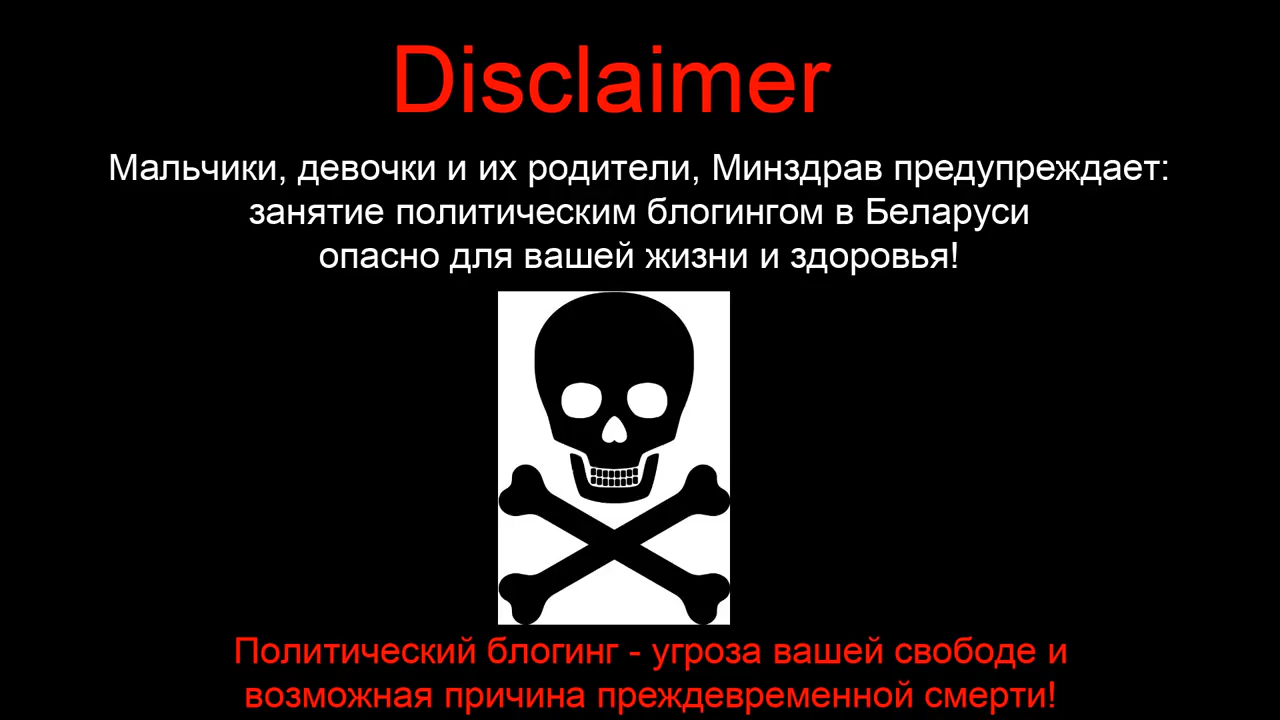 Disclaimer
Мальчики, девочки и их родители, Минздрав предупреждает:
занятие политическим блогингом в Беларуси
опасно для вашей жизни и здоровья!
Политический блогинг - угроза вашей свободе и
возможная причина преждевременной смерти!